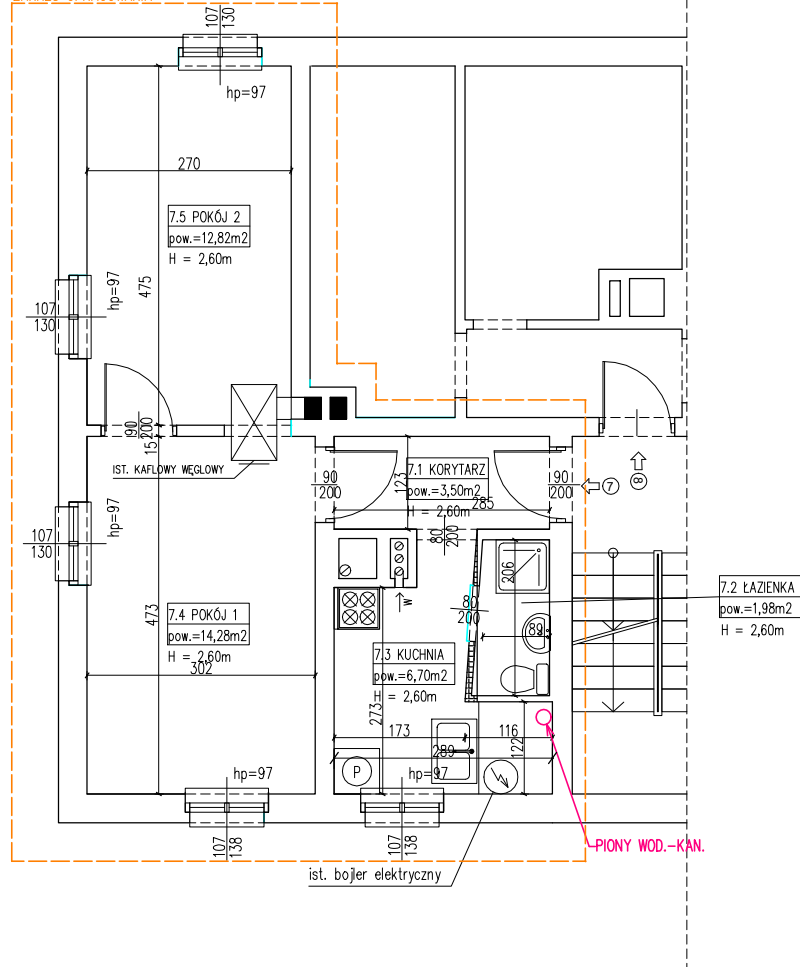 107
130
hp=97
270
7.5 POKÓJ 2
pow.=12,82m2
H = 2,60m
475
hp=97
107
130
90
200
15
IST. KAFLOWY WĘGLOWY
7.1 KORYTARZ
pow.=3,50m2
H = 2,60m
123
285
90
200
90
200
7
8
80
200
hp=97
107
130
W
206
80
200
89
7.2 ŁAZIENKA
pow.=1,98m2
H = 2,60m
473
7.4 POKÓJ 1
pow.=14,28m2
H = 2,60m
302
7.3 KUCHNIA
pow.=6,70m2
H = 2,60m
273
173
116
122
289
hp=97
P
hp=97
107
138
107
138
PIONY WOD.-KAN.
ist. bojler elektryczny